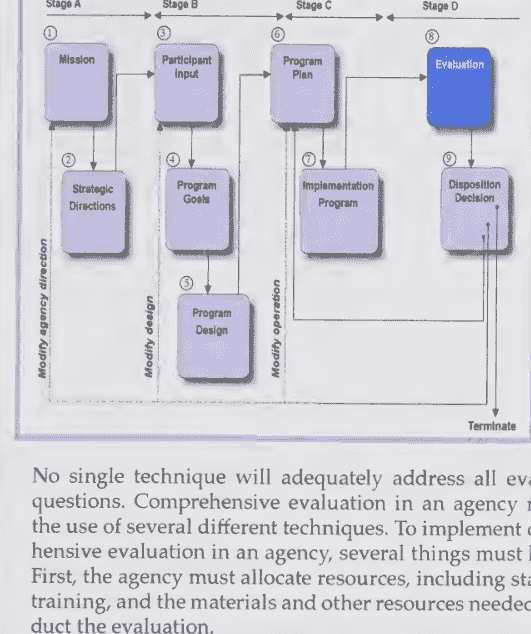 Stage A
Stage B
Stage C
Stage D
1
Mission
2
Strategic
Directions
3
Participant
Input
4
Program
Goals
5
Program
Design
6
Program
Plan
7
Implementation
Program
8
Evaluation
9
Disposition
Decision
Modify agency direction
Modify design
Modify operation
Terminate
No single technique will adequately address all
questions. Comprehensive evaluation in an agency
the use of several different techniques. To implement
hensive evaluation in an agency, several things must
First, the agency must allocate resources, including
training, and the materials and other resources needed
duct the evaluation.